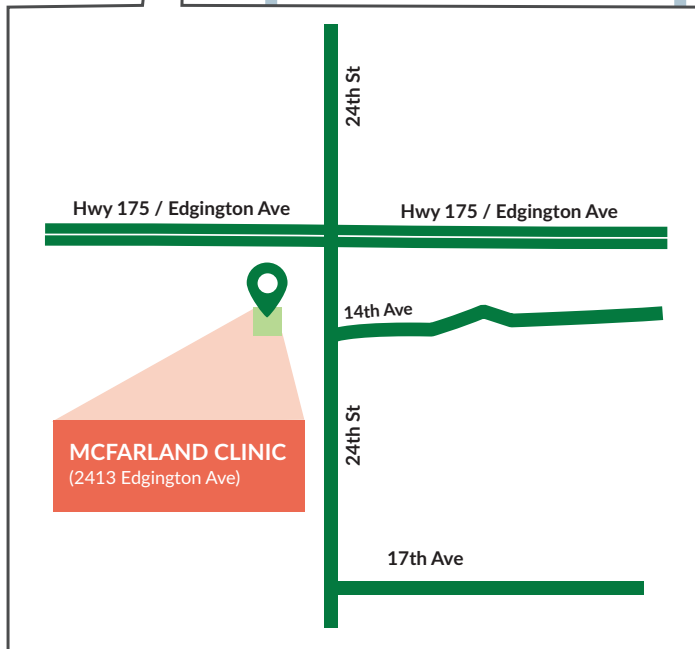 24th St
Hwy 175 / Edgington Ave
Hwy 175 / Edgington Ave
14th Ave
24th St
MCFARLAND CLINIC
(2413 Edgington Ave)
17th Ave